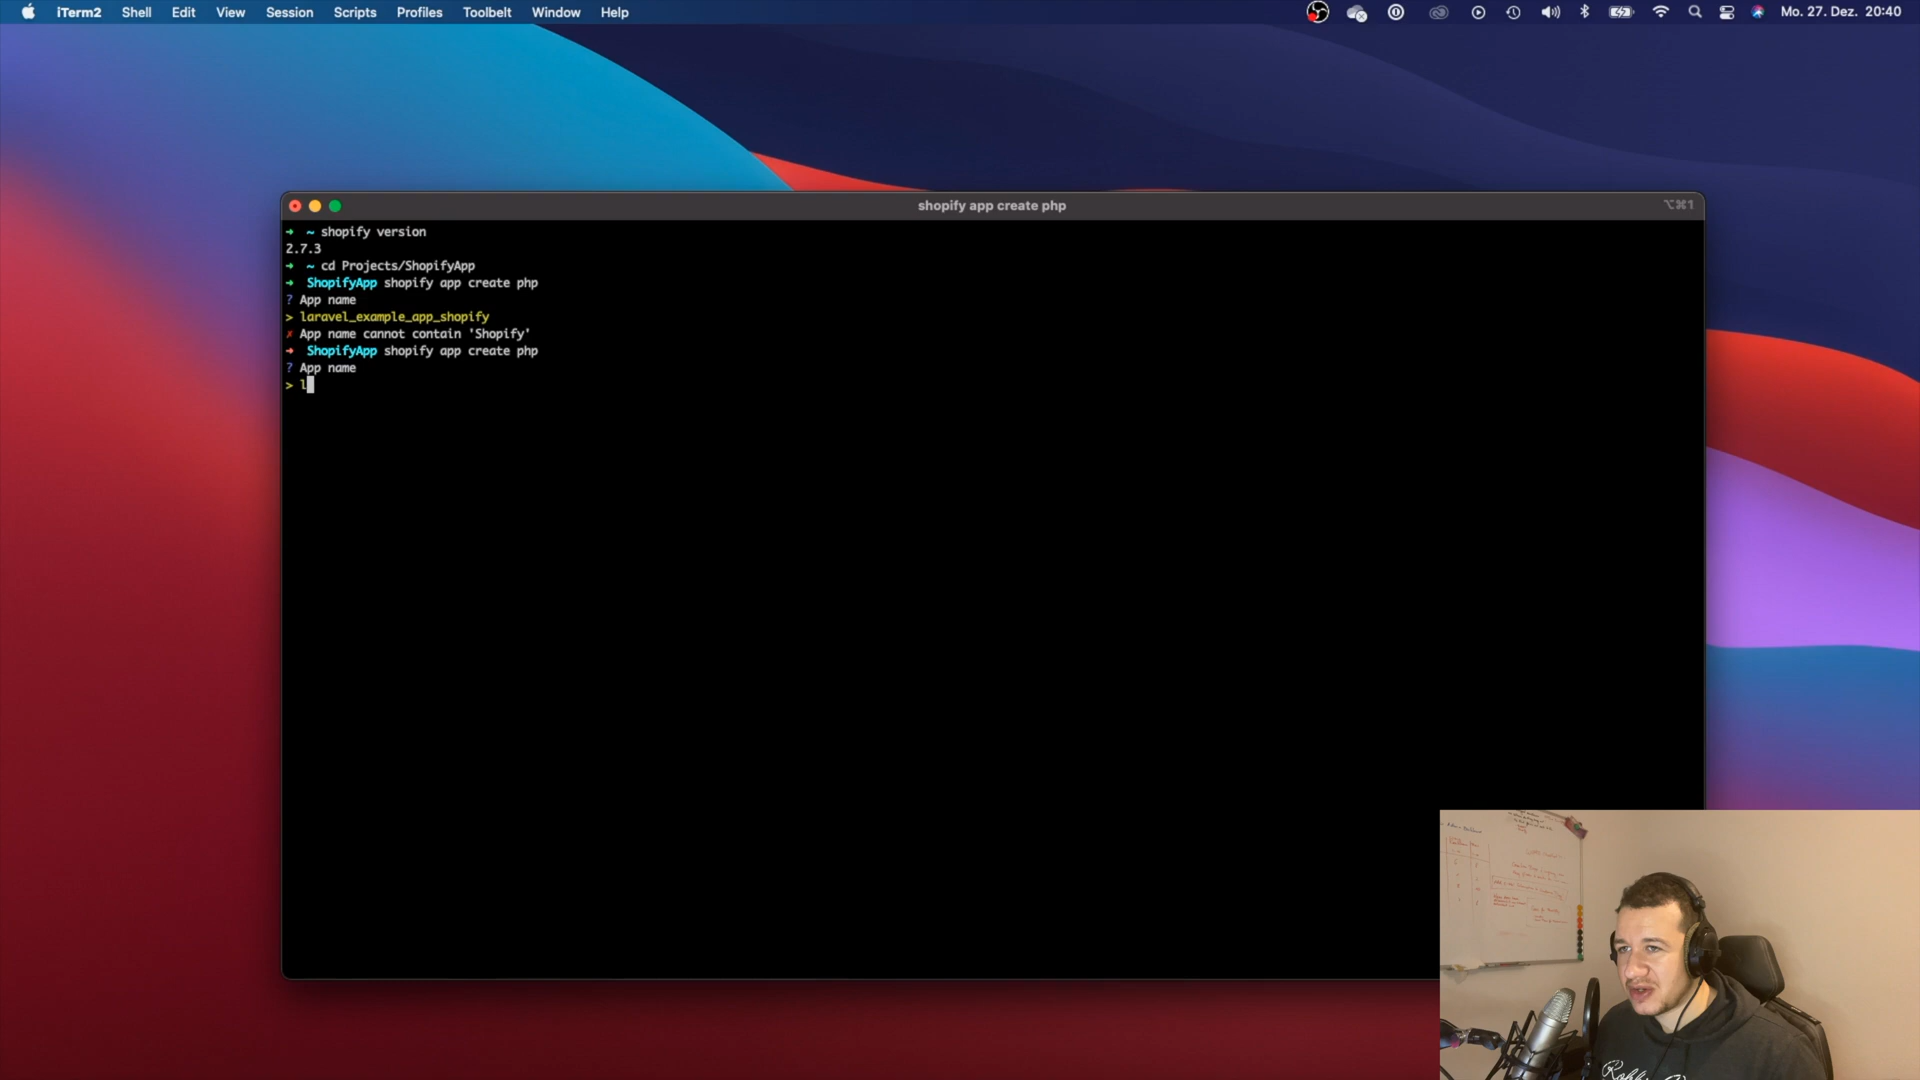 iTerm2 Shell Edit View Session Scripts Profiles Toolbelt Window Help Mo. 27. Dez. 20:40
shopify app create php ⌥⌘1
➜ ~ shopify version
2.7.3
➜ ~ cd Projects/ShopifyApp
➜ ShopifyApp shopify app create php
? App name
> laravel_example_app_shopify
✗ App name cannot contain 'Shopify'
➜ ShopifyApp shopify app create php
? App name
> l